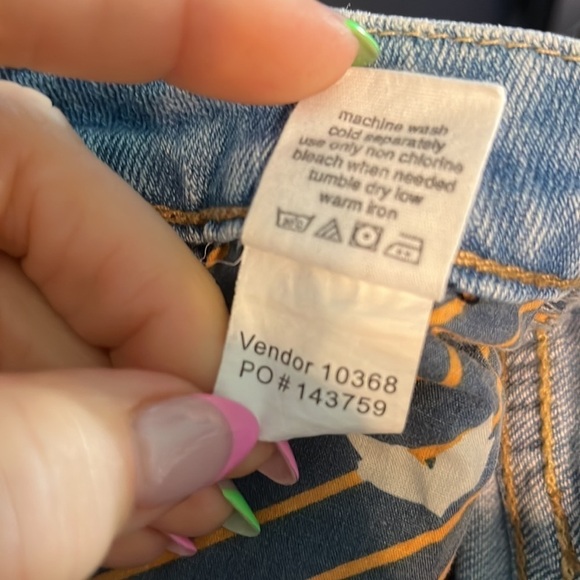 machine wash
cold separately
use only non chlorine
bleach when needed
tumble dry low
warm iron
Vendor 10368
PO # 143759